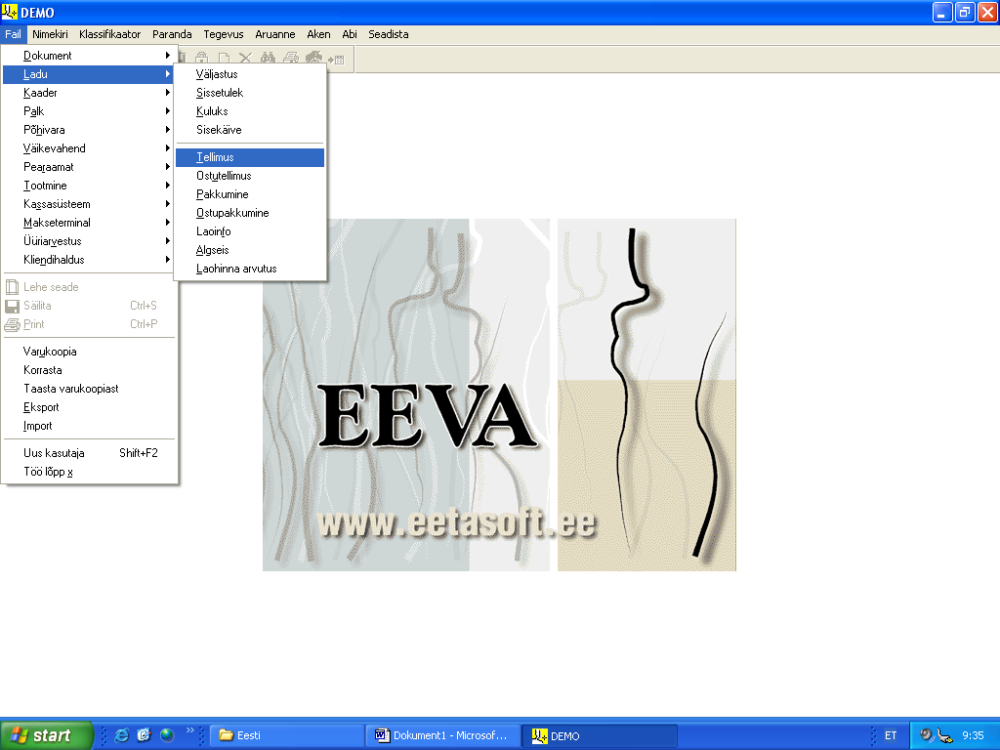 DEMO
Fail Nimekiri Klassifikaator Paranda Tegevus Aruanne Aken Abi Seadista
Dokument
Ladu
Kaader
Palk
Põhivara
Väikevahend
Pearaamat
Tootmine
Kassasüsteem
Makseterminal
Üüriarvestus
Kliendihaldus
Lehe seade
Säilita Ctrl+S
Print Ctrl+P
Varukoopia
Korrasta
Taasta varukoopiast
Eksport
Import
Uus kasutaja Shift+F2
Töö lõpp x
Väljastus
Sissetulek
Kuluks
Sisekäive
Tellimus
Ostutellimus
Pakkumine
Ostupakkumine
Laoinfo
Algseis
Laohinna arvutus
EEVA
www.eetasoft.ee
start Eesti Dokument1 - Microsof... DEMO ET 9:35